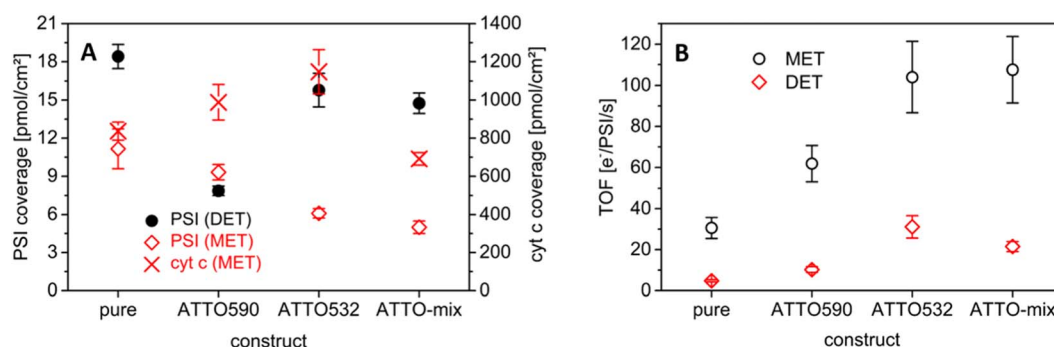 A
PSI coverage [pmol/cm²]
21
18
15
12
9
6
3
0
PSI (DET)
PSI (MET)
cyt c (MET)
1400
1200
1000
800
600
400
200
0
cyt c coverage [pmol/cm²]
pure ATTO590 ATTO532 ATTO-mix
construct
B
TOF [e⁻/PSI/s]
120
100
80
60
40
20
0
MET
DET
pure ATTO590 ATTO532 ATTO-mix
construct